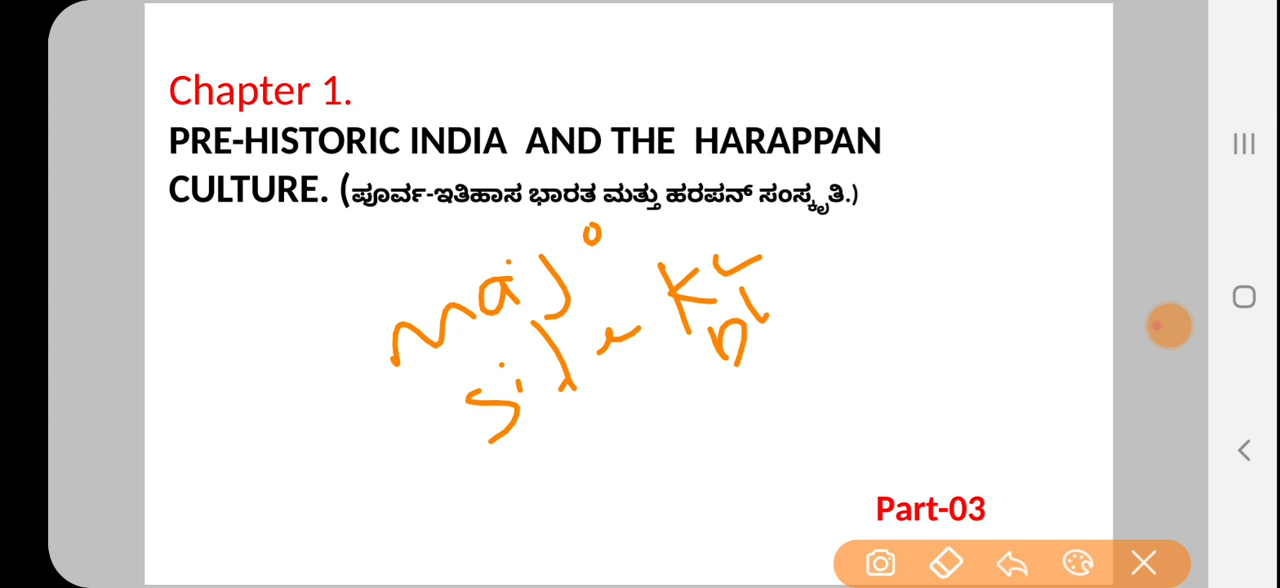 Chapter 1.
PRE-HISTORIC INDIA AND THE HARAPPAN
CULTURE. (ಪೂರ್ವ-ಇತಿಹಾಸ ಭಾರತ ಮತ್ತು ಹರಪನ್ ಸಂಸ್ಕೃತಿ.)
Part-03